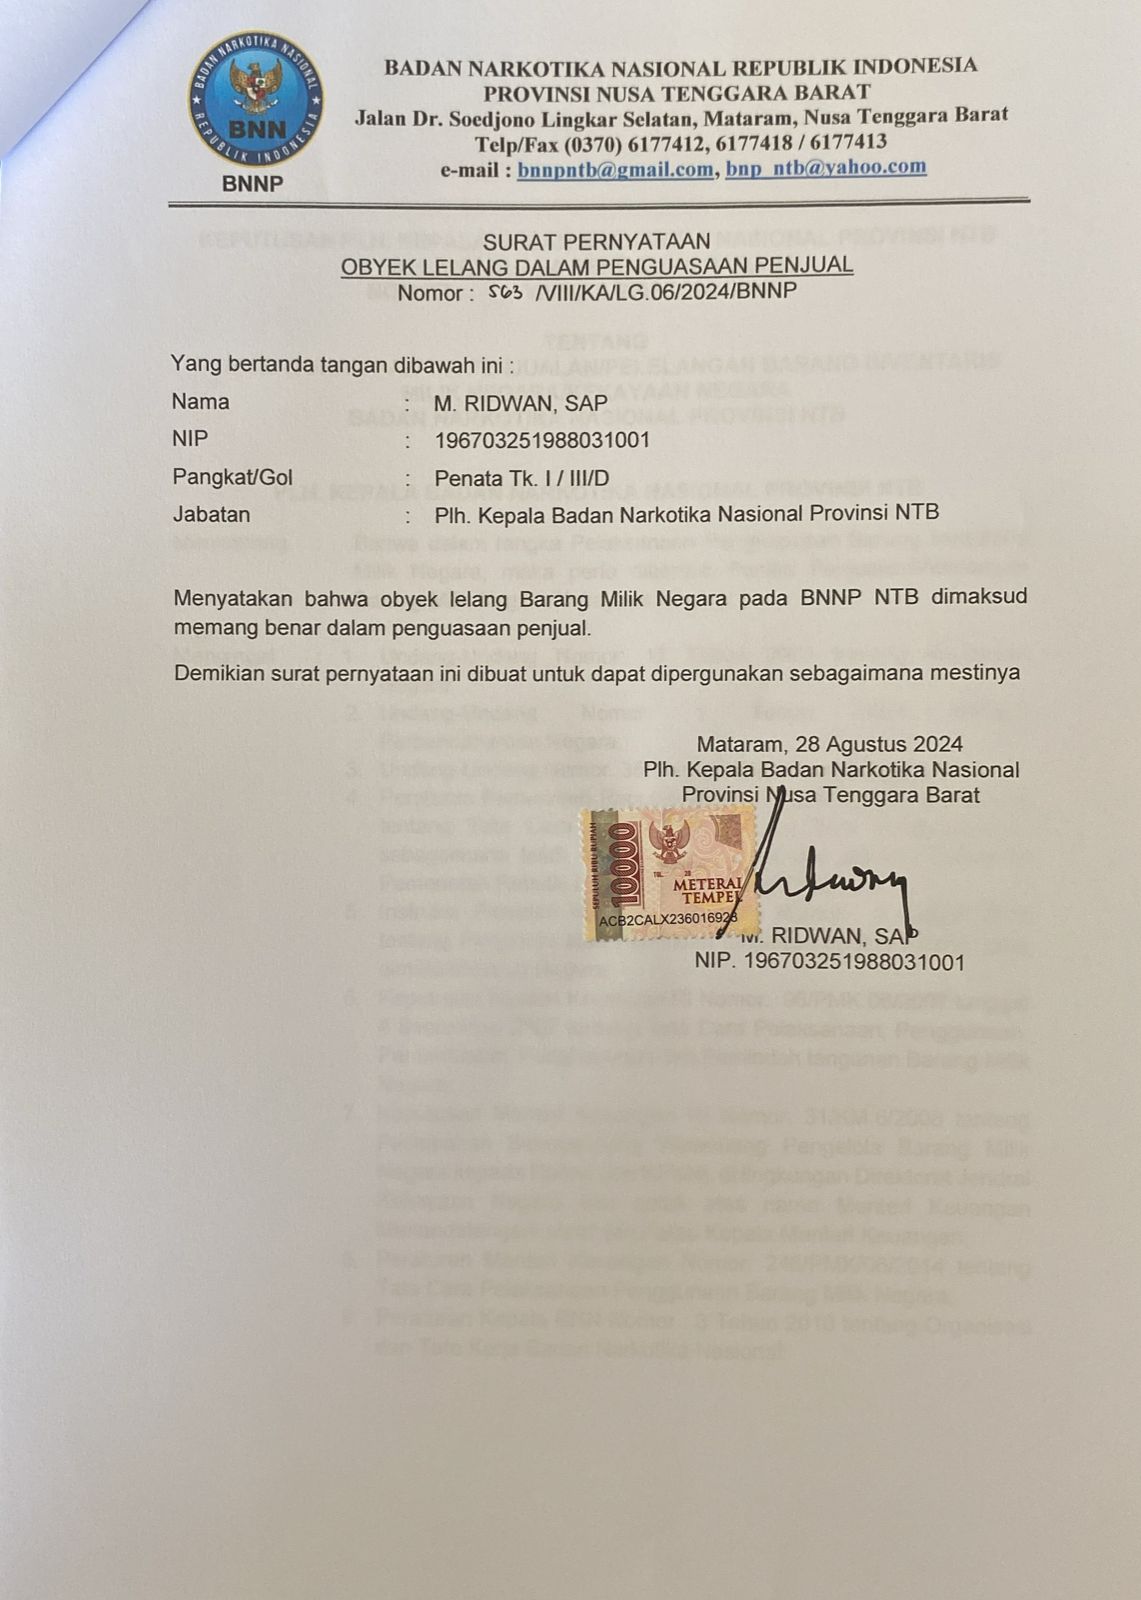 BADAN NARKOTIKA NASIONAL
REPUBLIK INDONESIA
BNN
BNNP
BADAN NARKOTIKA NASIONAL REPUBLIK INDONESIA
PROVINSI NUSA TENGGARA BARAT
Jalan Dr. Soedjono Lingkar Selatan, Mataram, Nusa Tenggara Barat
Telp/Fax (0370) 6177412, 6177418 / 6177413
e-mail : bnnpntb@gmail.com, bnp_ntb@yahoo.com
SURAT PERNYATAAN
OBYEK LELANG DALAM PENGUASAAN PENJUAL
Nomor : 563 /VIII/KA/LG.06/2024/BNNP
Yang bertanda tangan dibawah ini :
Nama : M. RIDWAN, SAP
NIP : 196703251988031001
Pangkat/Gol : Penata Tk. I / III/D
Jabatan : Plh. Kepala Badan Narkotika Nasional Provinsi NTB
Menyatakan bahwa obyek lelang Barang Milik Negara pada BNNP NTB dimaksud
memang benar dalam penguasaan penjual.
Demikian surat pernyataan ini dibuat untuk dapat dipergunakan sebagaimana mestinya
Mataram, 28 Agustus 2024
Plh. Kepala Badan Narkotika Nasional
Provinsi Nusa Tenggara Barat
SEPULUH RIBU RUPIAH
10000
TGL. 28
METERAI
TEMPEL
ACB2CALX236016928
M. RIDWAN, SAP
NIP. 196703251988031001